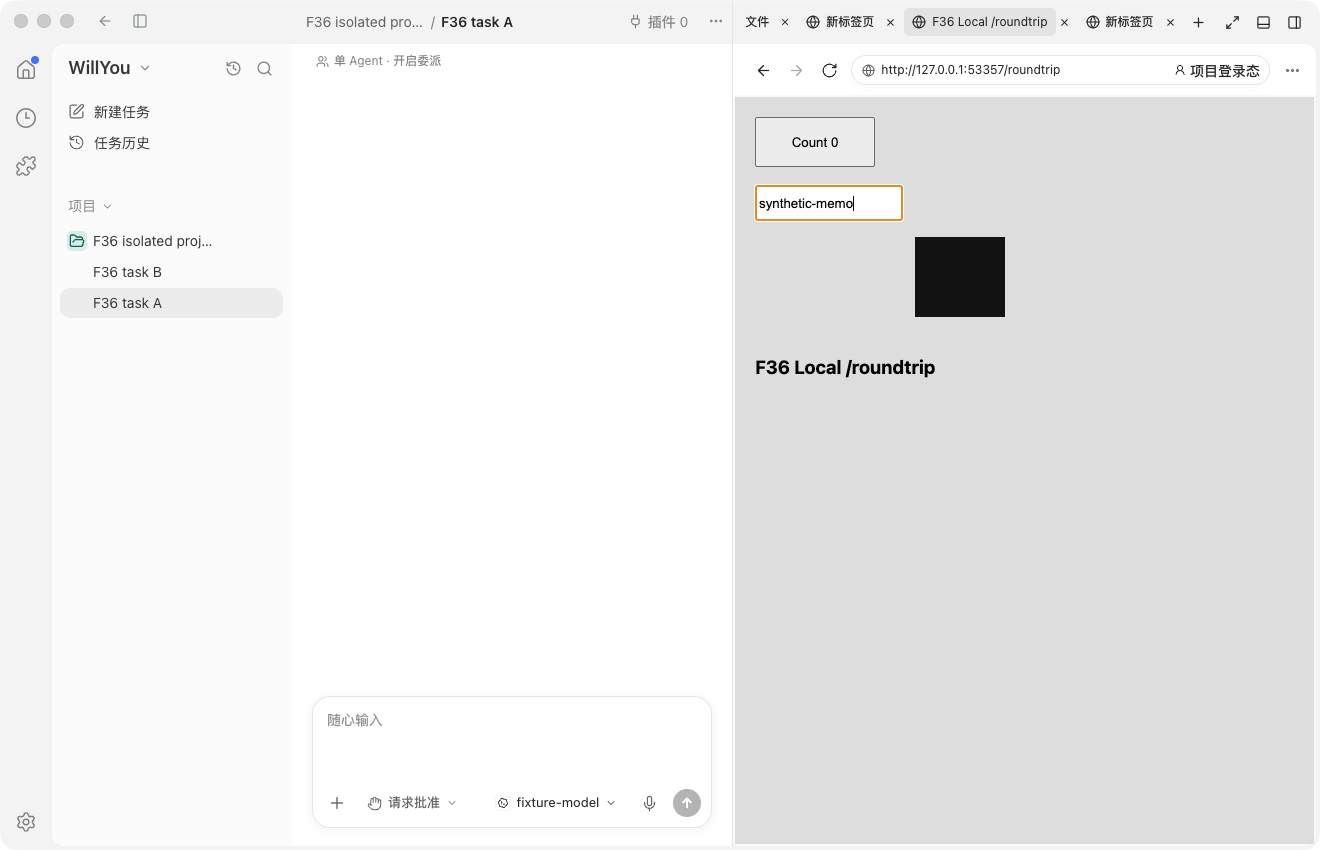 F36 isolated pro... / F36 task A
插件 0
文件
新标签页
F36 Local /roundtrip
新标签页
WillYou
单 Agent · 开启委派
http://127.0.0.1:53357/roundtrip
项目登录态
新建任务
任务历史
项目
F36 isolated proj...
F36 task B
F36 task A
Count 0
synthetic-memo
F36 Local /roundtrip
随心输入
请求批准
fixture-model